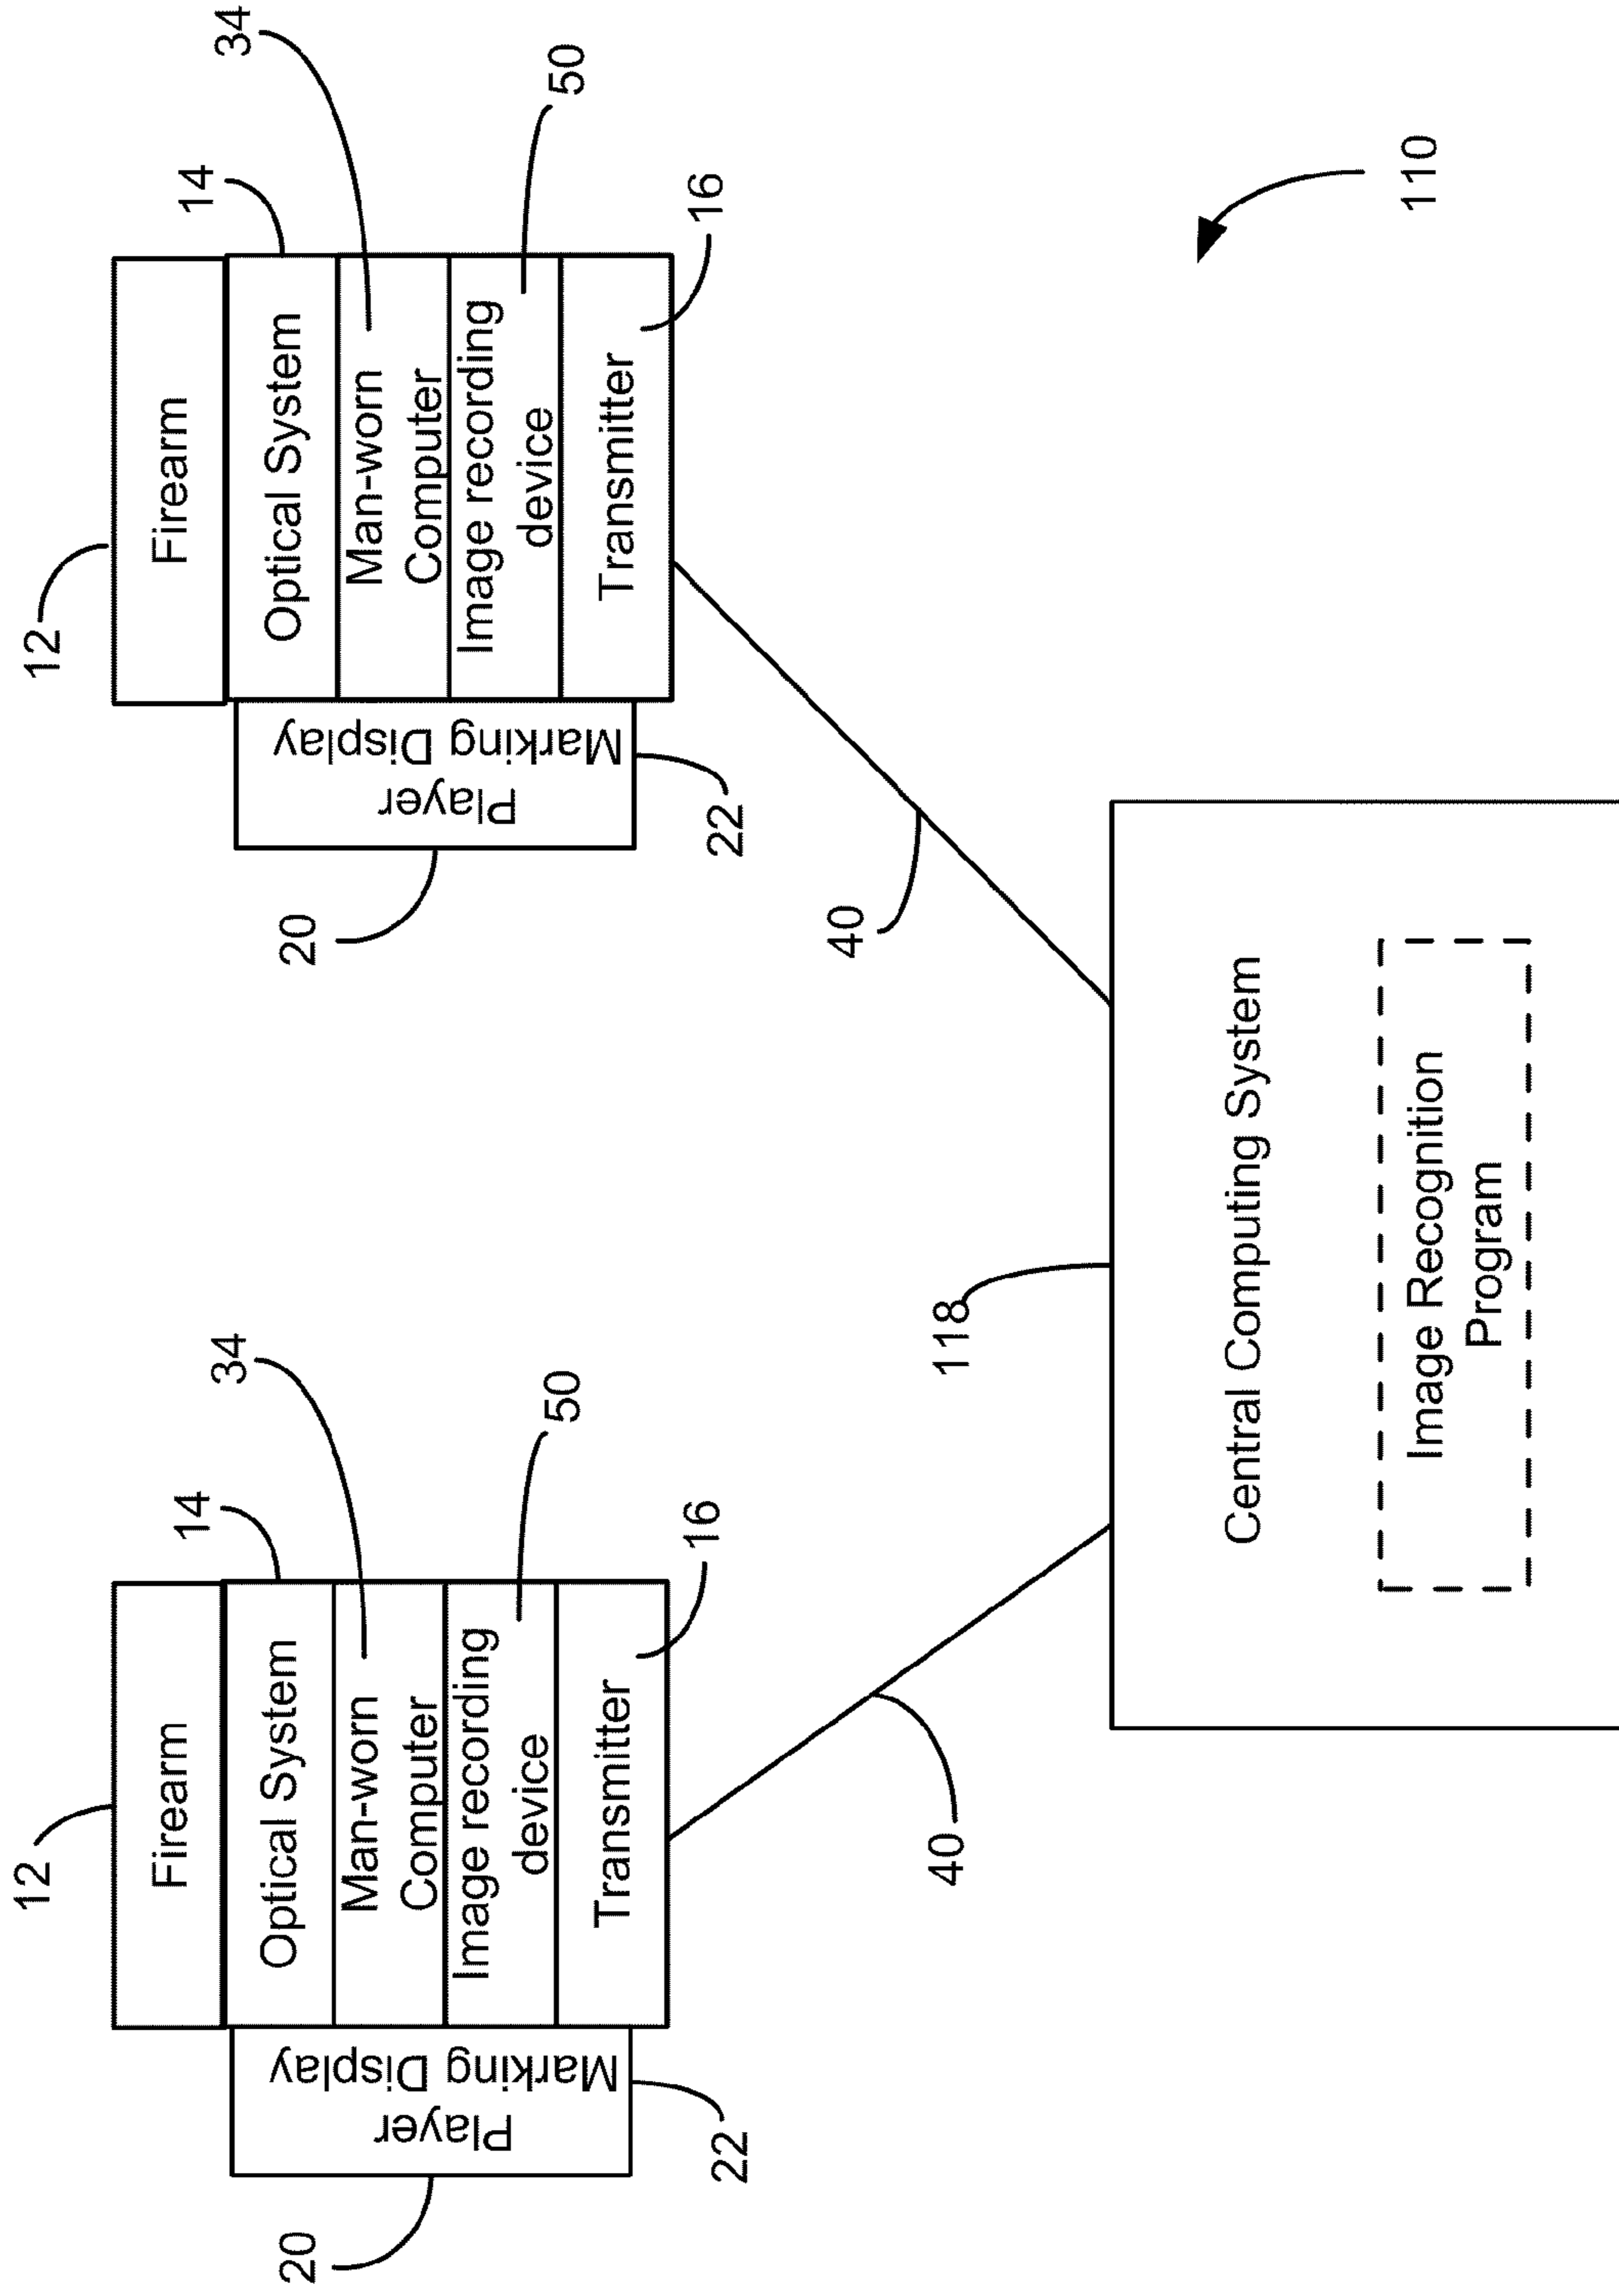 12
Firearm
14
Optical System
34
Man-worn
Computer
50
Image recording
device
16
Transmitter
Player
Marking Display
20
22
40
12
Firearm
14
Optical System
34
Man-worn
Computer
50
Image recording
device
16
Transmitter
Player
Marking Display
20
22
40
118
Central Computing System
Image Recognition
Program
110